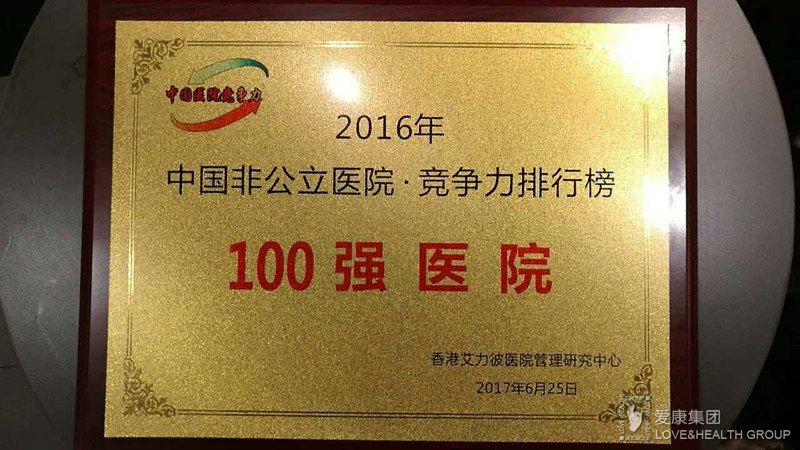 中国医院竞争力
2016年
中国非公立医院·竞争力排行榜
100 强 医 院
香港艾力彼医院管理研究中心
2017年6月25日
爱康集团
LOVE&HEALTH GROUP